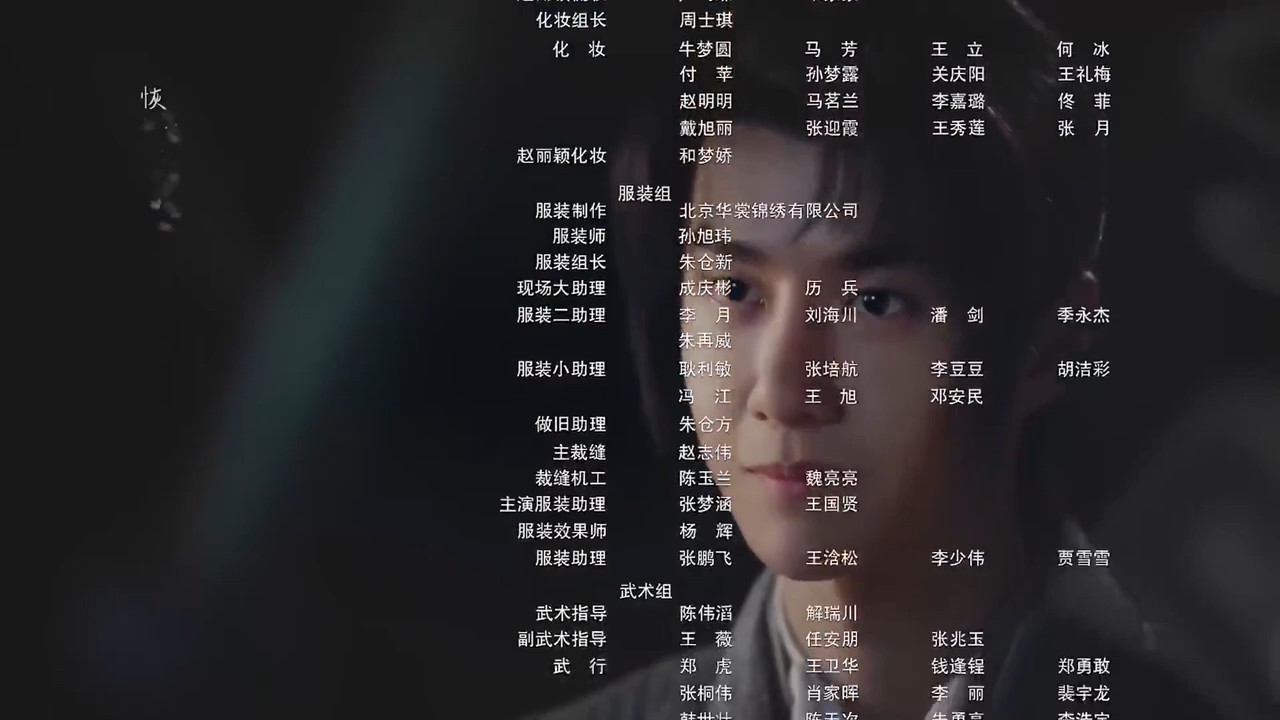 化妆组长 周士琪
化 妆 牛梦圆 马 芳 王 立 何 冰
付 苹 孙梦露 关庆阳 王礼梅
恢
赵明明 马茗兰 李嘉璐 佟 菲
戴旭丽 张迎霞 王秀莲 张 月
赵丽颖化妆 和梦娇
服装组
服装制作 北京华裳锦绣有限公司
服装师 孙旭玮
服装组长 朱仓新
现场大助理 成庆彬 历 兵
服装二助理 李 月 刘海川 潘 剑 季永杰
朱再威
服装小助理 耿利敏 张培航 李豆豆 胡洁彩
冯 江 王 旭 邓安民
做旧助理 朱仓方
主裁缝 赵志伟
裁缝机工 陈玉兰 魏亮亮
主演服装助理 张梦涵 王国贤
服装效果师 杨 辉
服装助理 张鹏飞 王浛松 李少伟 贾雪雪
武术组
武术指导 陈伟滔 解瑞川
副武术指导 王 薇 任安朋 张兆玉
武 行 郑 虎 王卫华 钱逢锃 郑勇敢
张桐伟 肖家晖 李 丽 裴宇龙